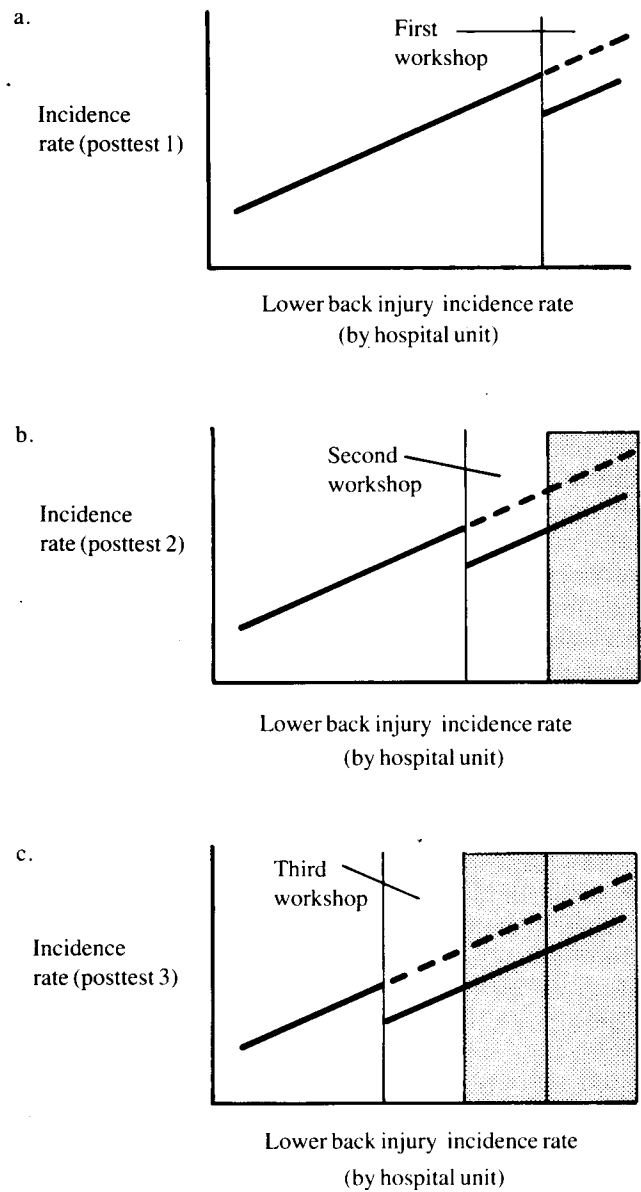 a.
First
workshop
Incidence
rate (posttest 1)
Lower back injury incidence rate
(by hospital unit)
b.
Second
workshop
Incidence
rate (posttest 2)
Lower back injury incidence rate
(by hospital unit)
c.
Third
workshop
Incidence
rate (posttest 3)
Lower back injury incidence rate
(by hospital unit)